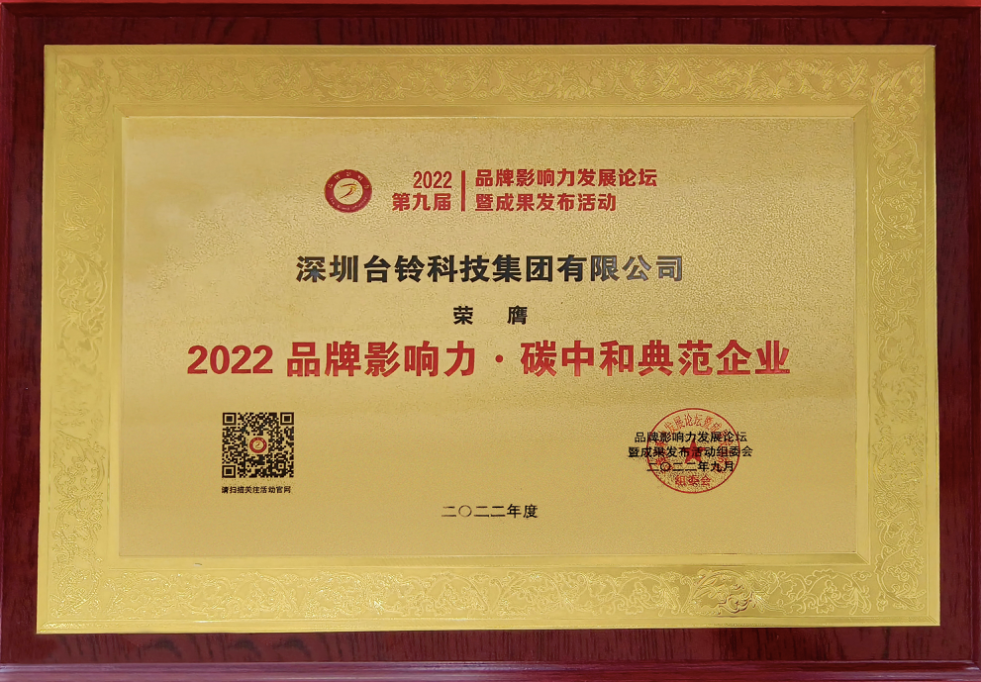 2022
第九届
品牌影响力发展论坛
暨成果发布活动
深圳台铃科技集团有限公司
荣 膺
2022 品牌影响力·碳中和典范企业
请扫描关注活动官网
品牌影响力发展论坛
暨成果发布活动组委会
二〇二二年九月
组委会
二〇二二年度